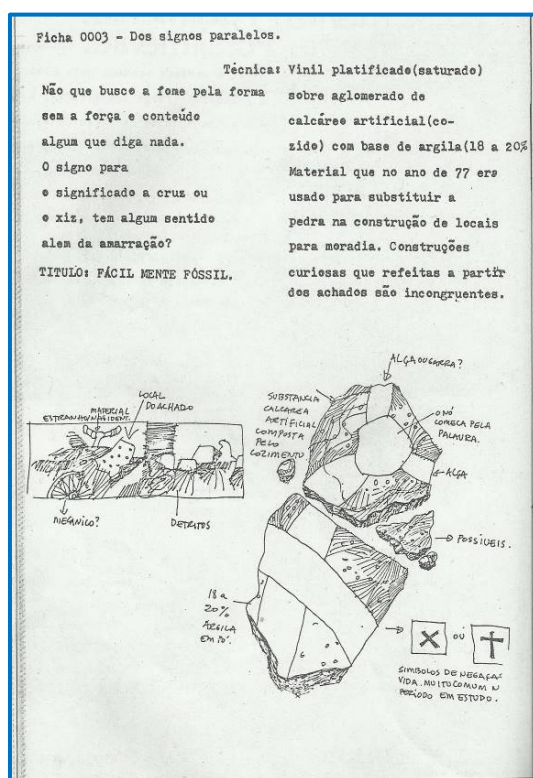 Ficha 0003 - Dos signos paralelos.
Não que busco a fome pela forma
sem a força e conteúdo
algum que diga nada.
O signo para
o significado a cruz ou
o xiz, tem algum sentido
alem da amarração?
TITULO: FÁCIL MENTE FÓSSIL.
Técnica: Vinil platificado(saturado)
sobre aglomerado de
calcáreo artificial(co-
zido) com base de argila(18 a 20%
Material que no ano de 77 era
usado para substituir a
pedra na construção de locais
para moradia. Construções
curiosas que refeitas a partir
dos achados são incongruentes.
LOCAL
DO ACHADO
MATERIAL
ESTRANHO/NÃO IDENT.
MECÂNICO?
DETRITOS
ALÇA OU GARRA?
SUBSTANCIA
CALCAREA
ARTIFICIAL
COMPOSTA
PELO
COZIMENTO
O NÓ
COMEÇA PELA
PALAVRA.
ALÇA
POSSIVEIS.
18 a
20%
ARGILA
EM PÓ.
X OU †
SIMBOLOS DE NEGAÇÃO
VIDA. MUITO COMUM N
PERÍODO EM ESTUDO.